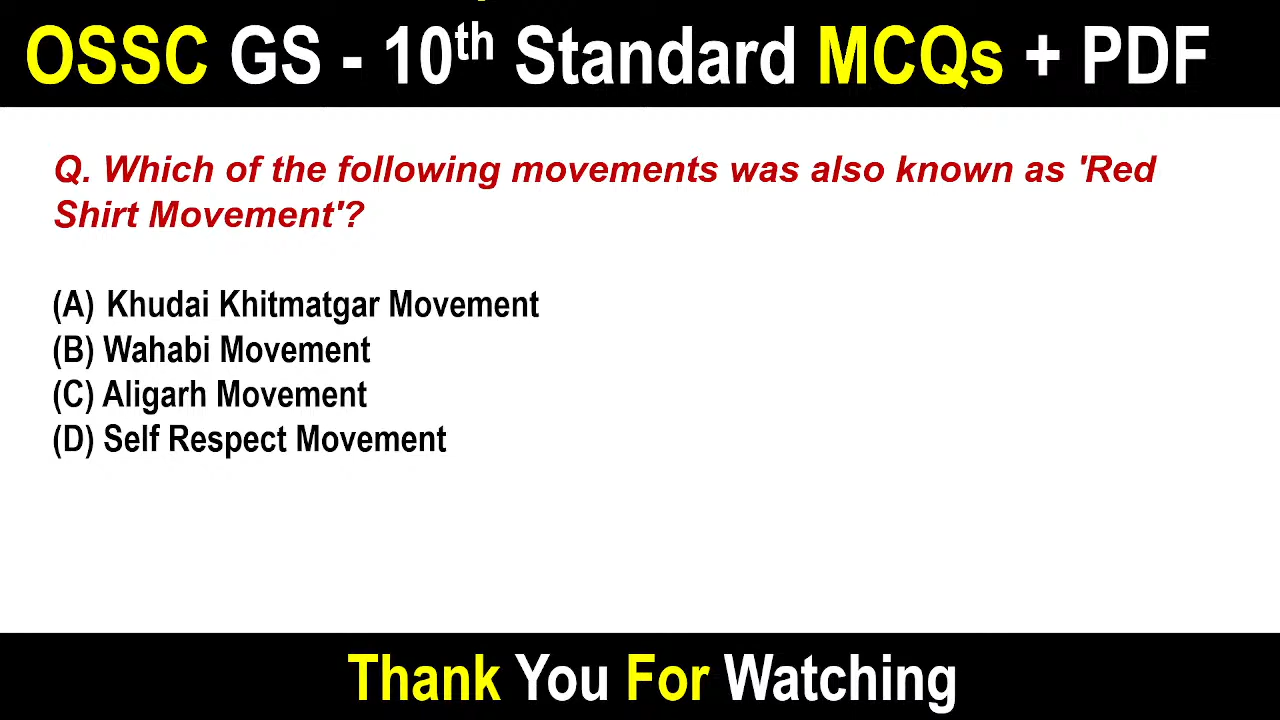 OSSC GS - 10th Standard MCQs + PDF
Q. Which of the following movements was also known as 'Red
Shirt Movement'?
(A) Khudai Khitmatgar Movement
(B) Wahabi Movement
(C) Aligarh Movement
(D) Self Respect Movement
Thank You For Watching